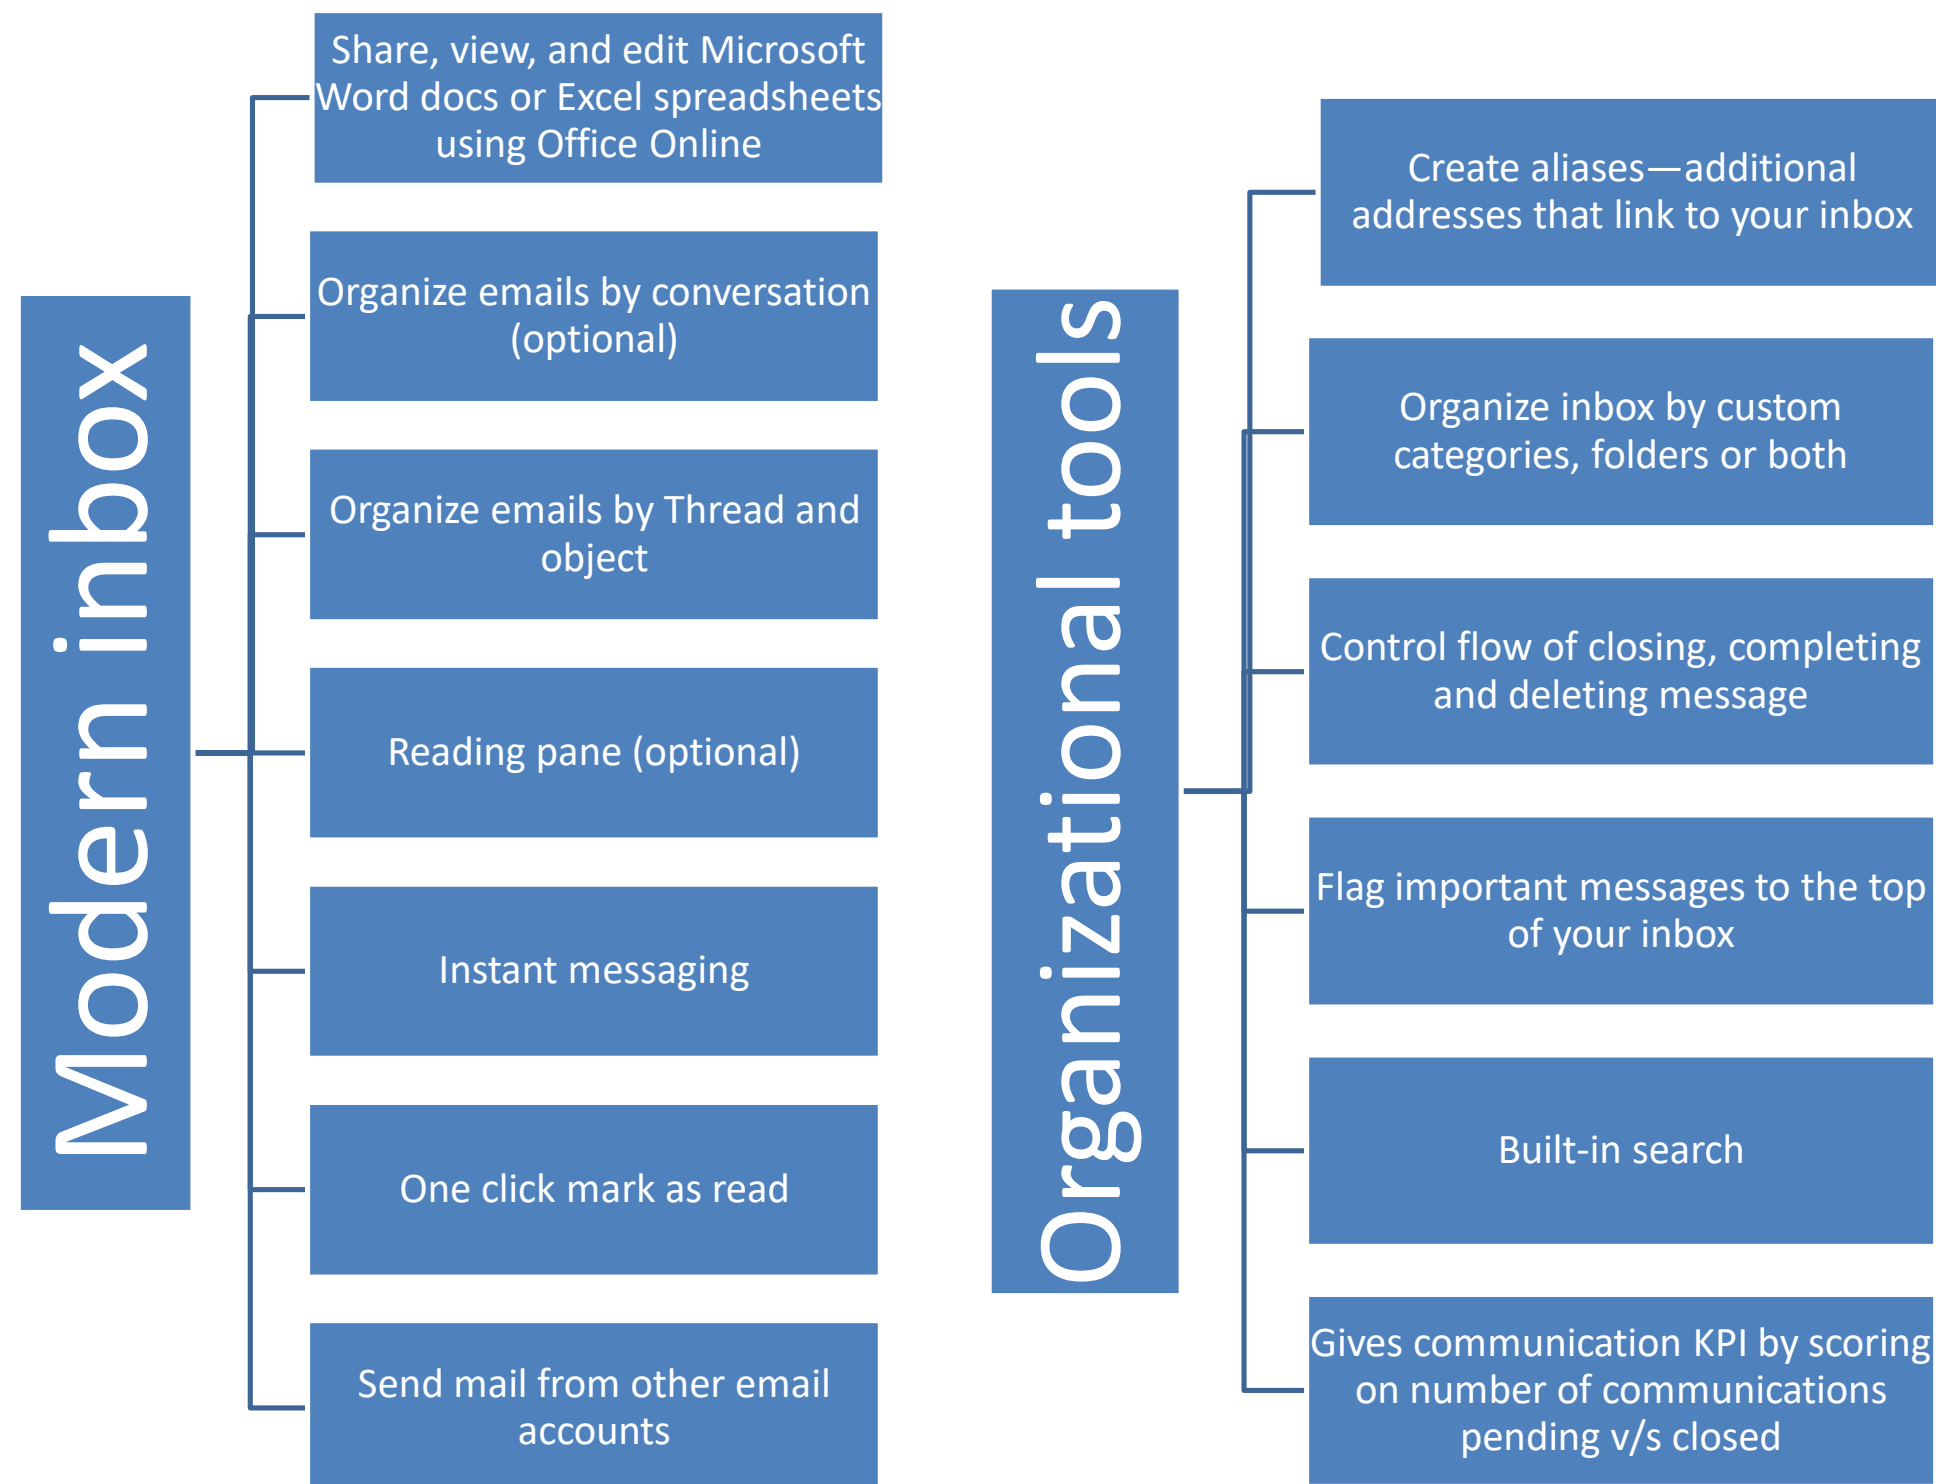 Modern inbox
Share, view, and edit Microsoft
Word docs or Excel spreadsheets
using Office Online
Organize emails by conversation
(optional)
Organize emails by Thread and
object
Reading pane (optional)
Instant messaging
One click mark as read
Send mail from other email
accounts
Organizational tools
Create aliases—additional
addresses that link to your inbox
Organize inbox by custom
categories, folders or both
Control flow of closing, completing
and deleting message
Flag important messages to the top
of your inbox
Built-in search
Gives communication KPI by scoring
on number of communications
pending v/s closed